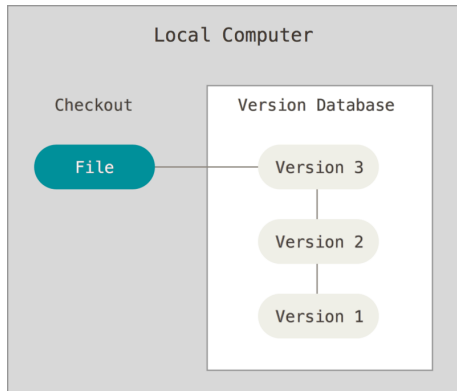 Local Computer
Checkout
Version Database
File
Version 3
Version 2
Version 1